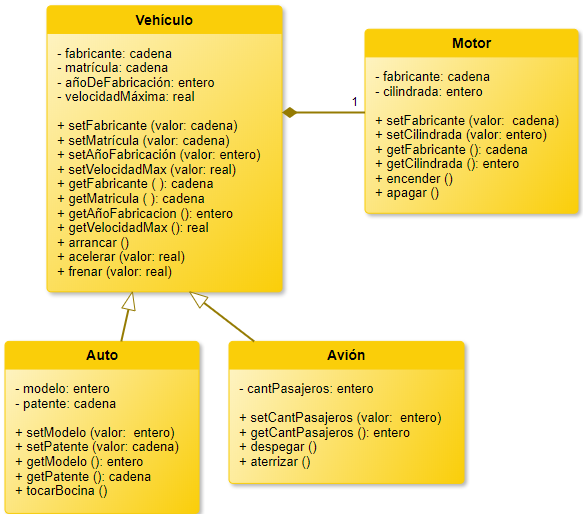 Vehículo
- fabricante: cadena
- matrícula: cadena
- añoDeFabricación: entero
- velocidadMáxima: real
+ setFabricante (valor: cadena)
+ setMatrícula (valor: cadena)
+ setAñoFabricación (valor: entero)
+ setVelocidadMax (valor: real)
+ getFabricante ( ): cadena
+ getMatricula ( ): cadena
+ getAñoFabricacion (): entero
+ getVelocidadMax (): real
+ arrancar ()
+ acelerar (valor: real)
+ frenar (valor: real)
1
Motor
- fabricante: cadena
- cilindrada: entero
+ setFabricante (valor:  cadena)
+ setCilindrada (valor: entero)
+ getFabricante (): cadena
+ getCilindrada (): entero
+ encender ()
+ apagar ()
Auto
- modelo: entero
- patente: cadena
+ setModelo (valor:  entero)
+ setPatente (valor: cadena)
+ getModelo (): entero
+ getPatente (): cadena
+ tocarBocina ()
Avión
- cantPasajeros: entero
+ setCantPasajeros (valor:  entero)
+ getCantPasajeros (): entero
+ despegar ()
+ aterrizar ()